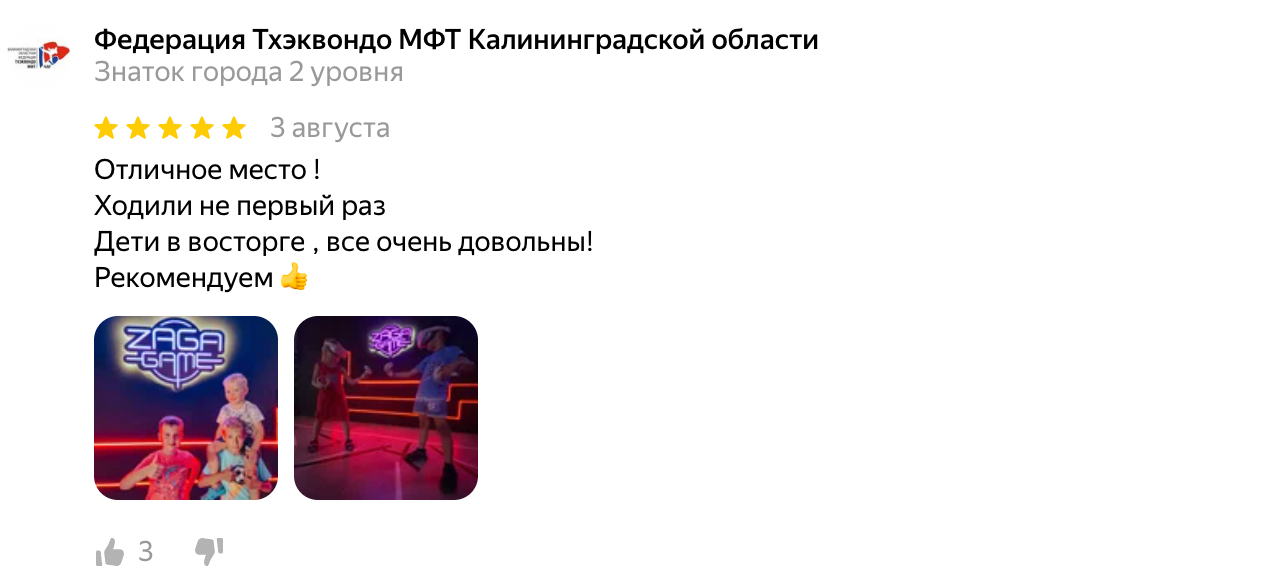 Федерация Тхэквондо МФТ Калининградской области
Знаток города 2 уровня
3 августа
Отличное место !
Ходили не первый раз
Дети в восторге , все очень довольны!
Рекомендуем 👍
ZAGA
GAME
ZAGA
GAME
3